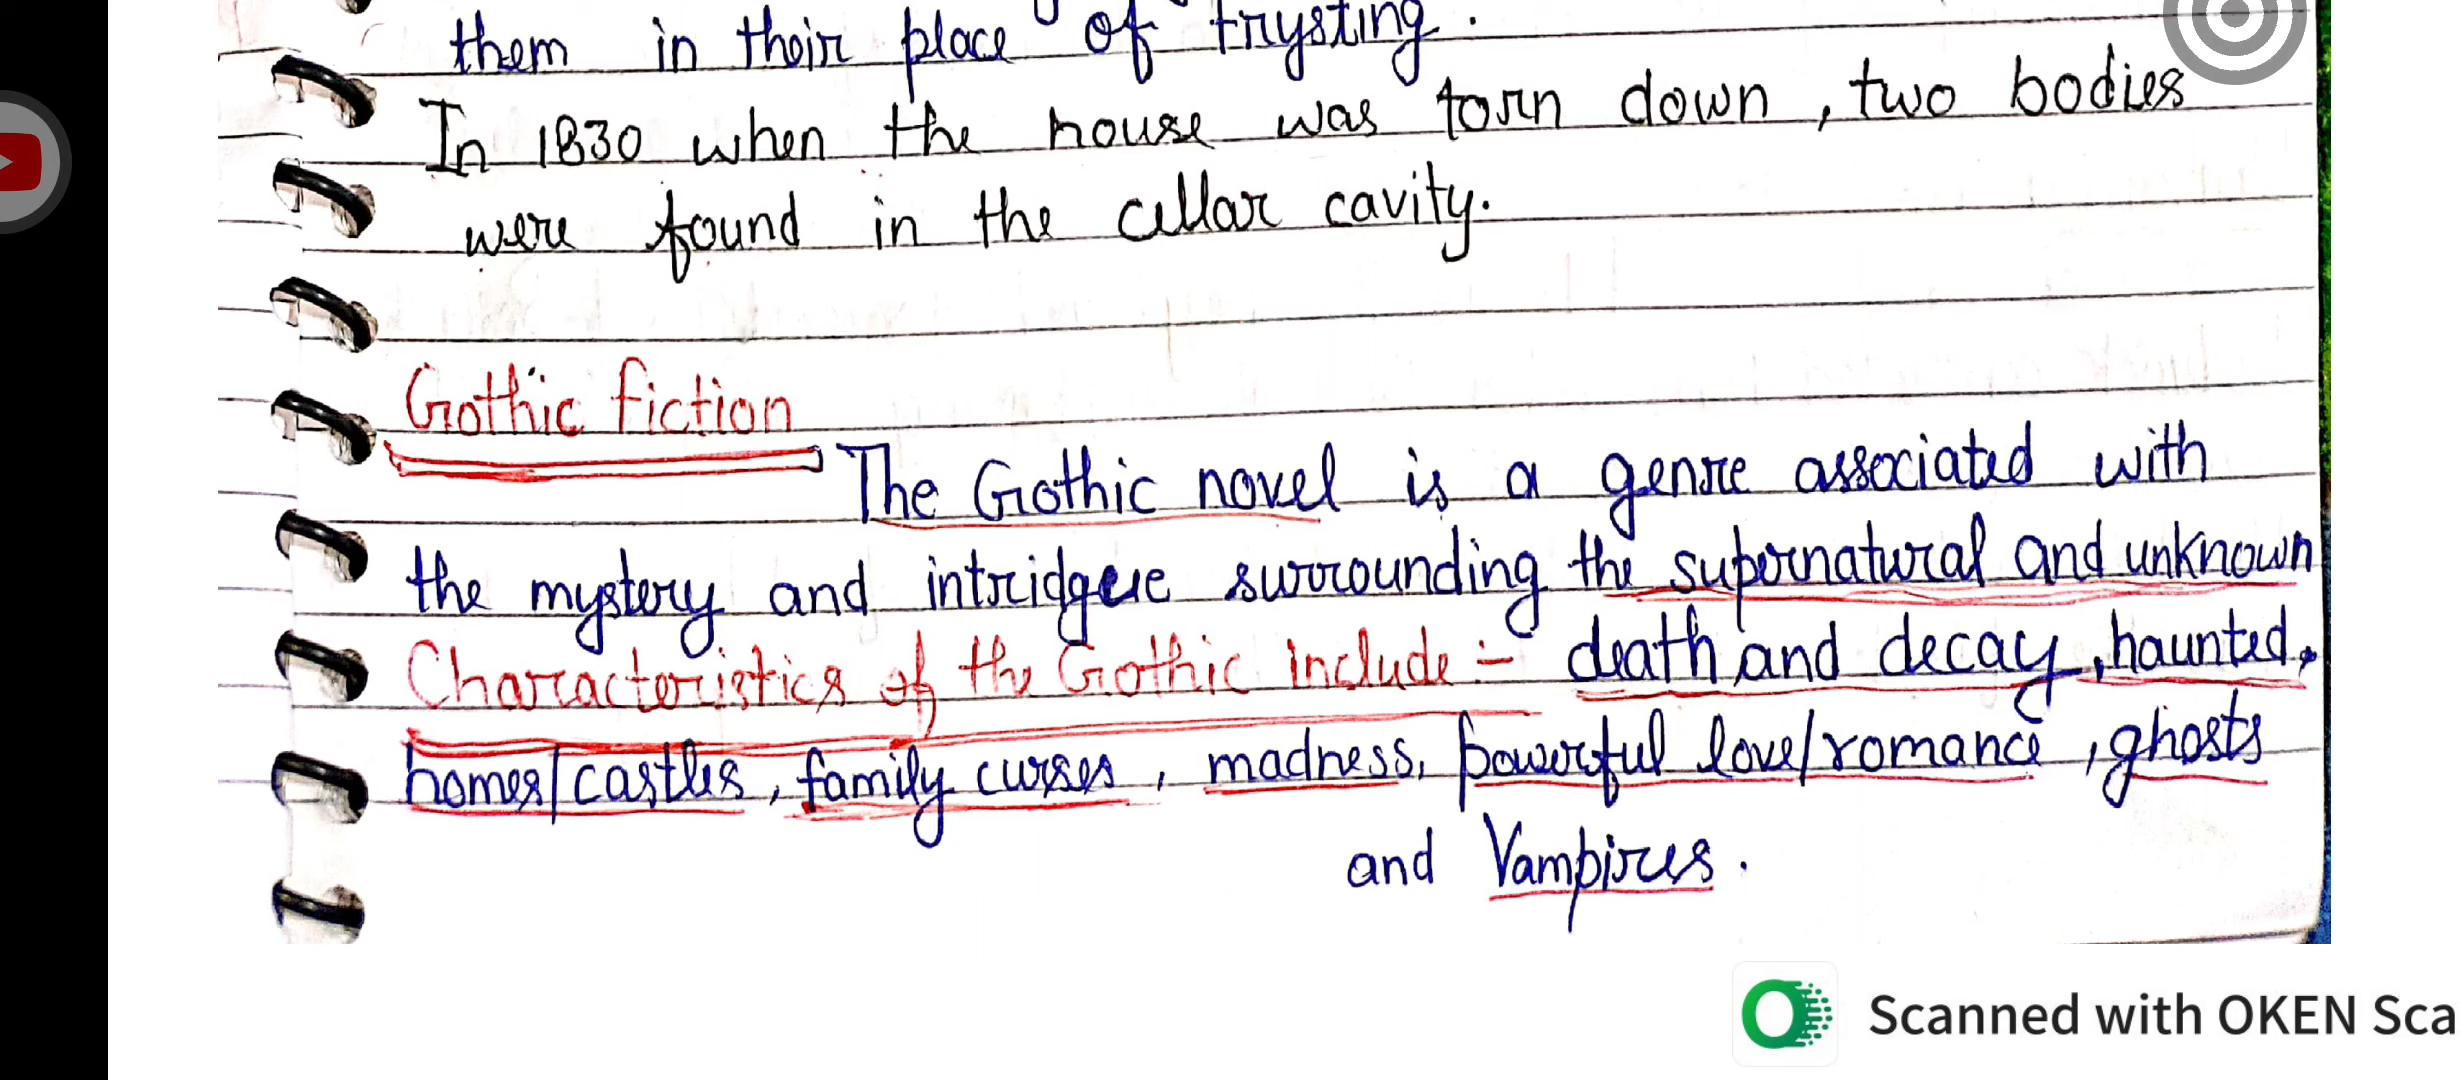 them in their place of trysting.
In 1830 when the house was torn down, two bodies
were found in the cellar cavity.
Gothic fiction
The Gothic novel is a genre associated with
the mystery and intridgeue surrounding the supernatural and unknown
Characteristics of the Gothic include :- death and decay, haunted,
homes/castles, family curses, madness, powerful love/romance, ghosts
and Vampires.
Scanned with OKEN Sca